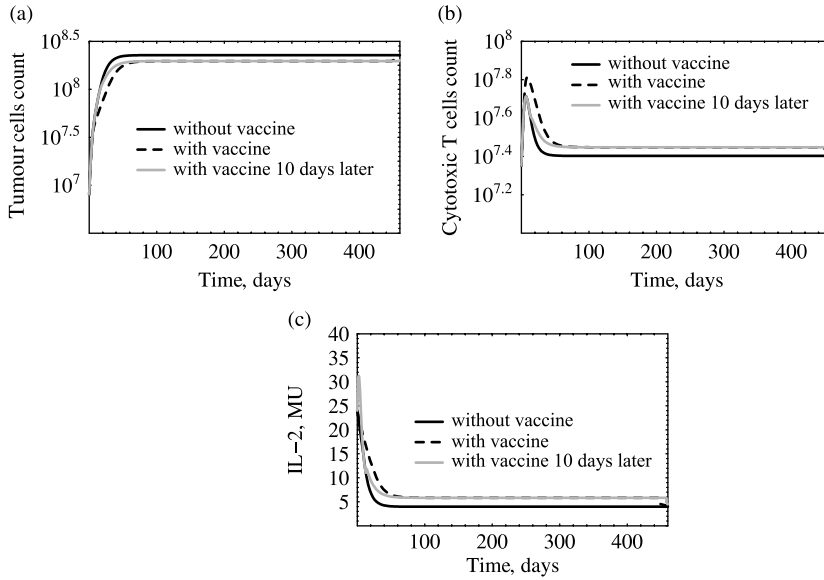 (a)
10^8.5
10^8
10^7.5
10^7
Tumour cells count
without vaccine
with vaccine
with vaccine 10 days later
100 200 300 400
Time, days
(b)
10^8
10^7.8
10^7.6
10^7.4
10^7.2
Cytotoxic T cells count
without vaccine
with vaccine
with vaccine 10 days later
100 200 300 400
Time, days
(c)
40
35
30
25
20
15
10
5
IL−2, MU
without vaccine
with vaccine
with vaccine 10 days later
100 200 300 400
Time, days